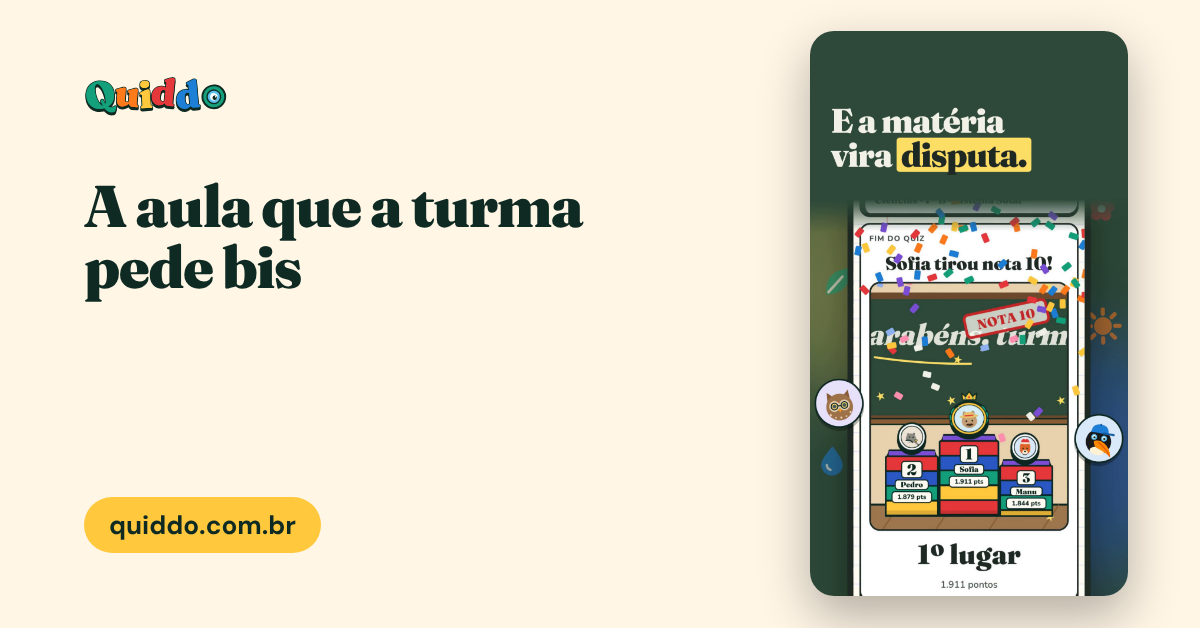 Quiddo
A aula que a turma
pede bis
quiddo.com.br
E a matéria
vira disputa.
FIM DO QUIZ
Sofia tirou nota 10!
NOTA 10
arabéns, turm
1
Sofia
1.911 pts
2
Pedro
1.879 pts
3
Manu
1.844 pts
1º lugar
1.911 pontos